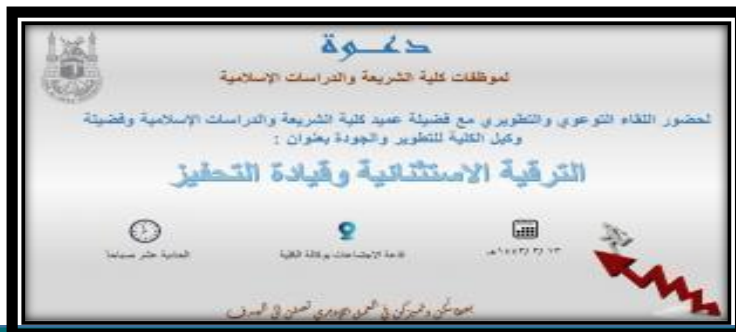 دعوة
لموظفات كلية الشريعة والدراسات الإسلامية
لحضور اللقاء التوعوي والتطويري مع فضيلة عميد كلية الشريعة والدراسات الإسلامية وفضيلة
وكيل الكلية للتطوير والجودة بعنوان :
الترقية الاستثنائية وقيادة التحفيز
الحادية عشر صباحا
قاعة الاجتماعات بوكالة الكلية